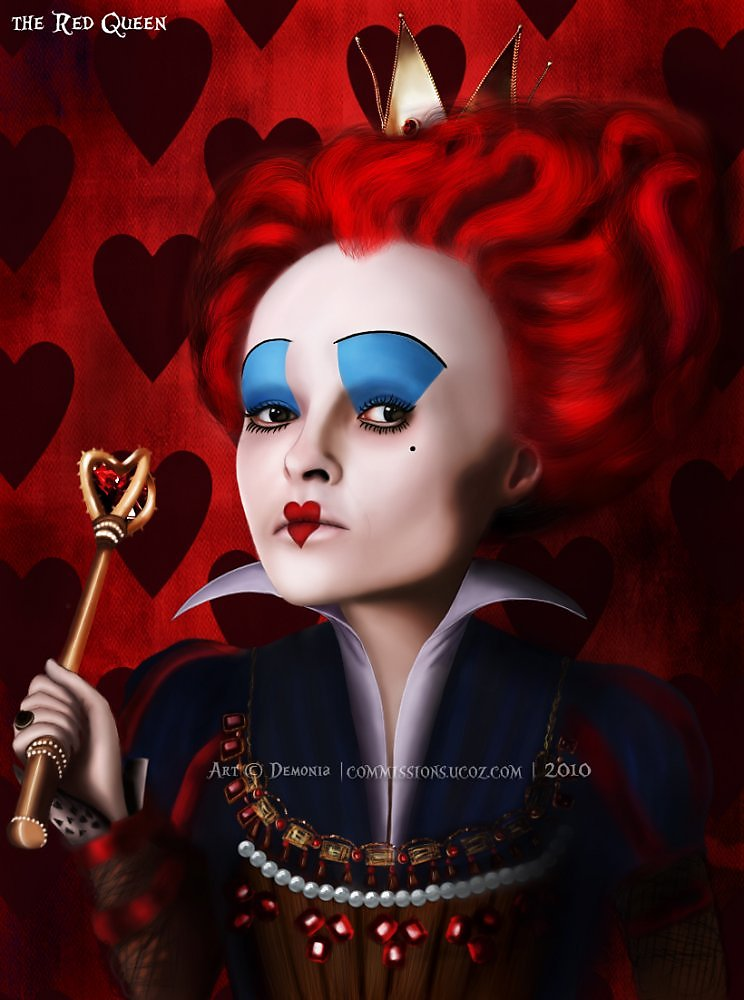 the Red Queen
Art © Demonia |commissions.ucoz.com | 2010